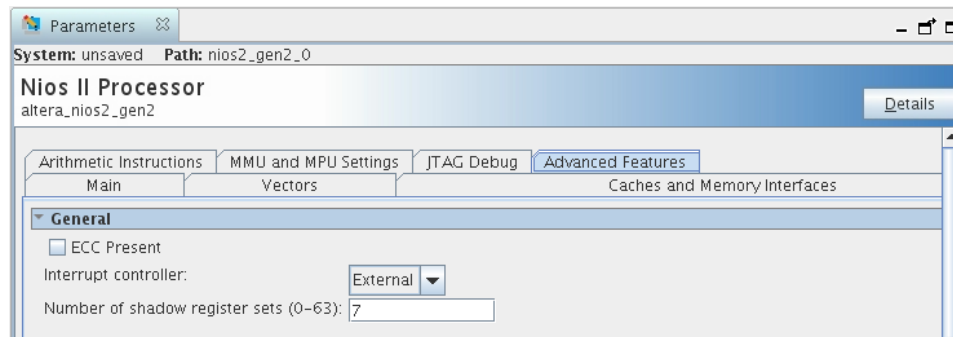 Parameters
System: unsaved Path: nios2_gen2_0
Nios II Processor
altera_nios2_gen2
Details
Arithmetic Instructions MMU and MPU Settings JTAG Debug Advanced Features
Main Vectors Caches and Memory Interfaces
General
ECC Present
Interrupt controller: External
Number of shadow register sets (0-63): 7